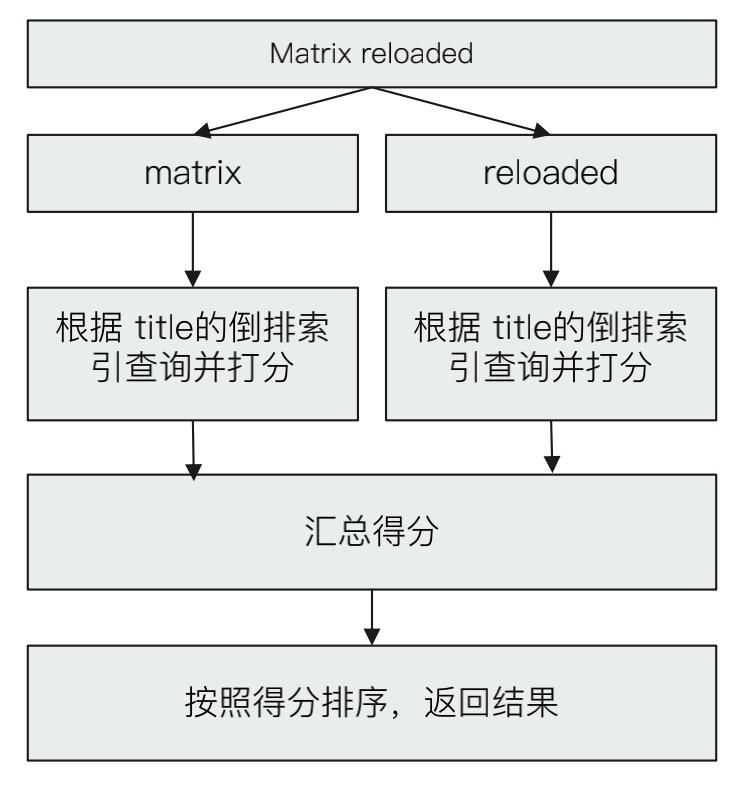 Matrix reloaded
matrix
reloaded
根据 title的倒排索
引查询并打分
根据 title的倒排索
引查询并打分
汇总得分
按照得分排序，返回结果